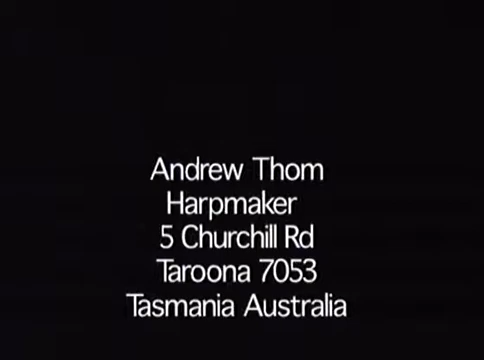 Andrew Thom
Harpmaker
5 Churchill Rd
Taroona 7053
Tasmania Australia